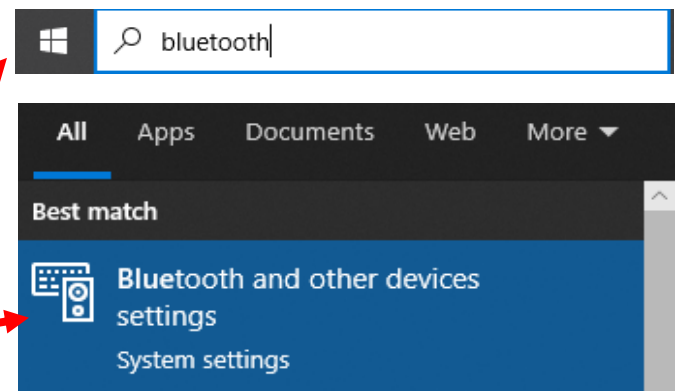 bluetooth
All Apps Documents Web More
Best match
Bluetooth and other devices
settings
System settings